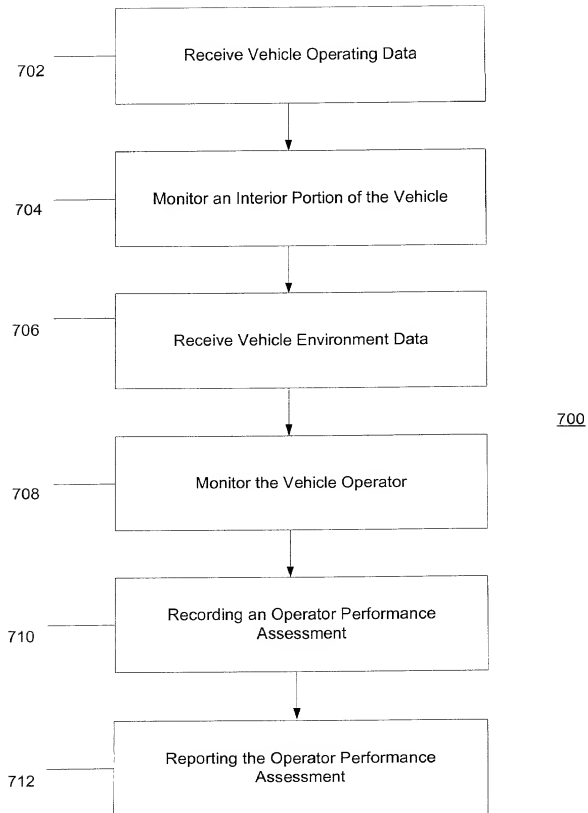 702
Receive Vehicle Operating Data
704
Monitor an Interior Portion of the Vehicle
706
Receive Vehicle Environment Data
700
708
Monitor the Vehicle Operator
710
Recording an Operator Performance
Assessment
712
Reporting the Operator Performance
Assessment